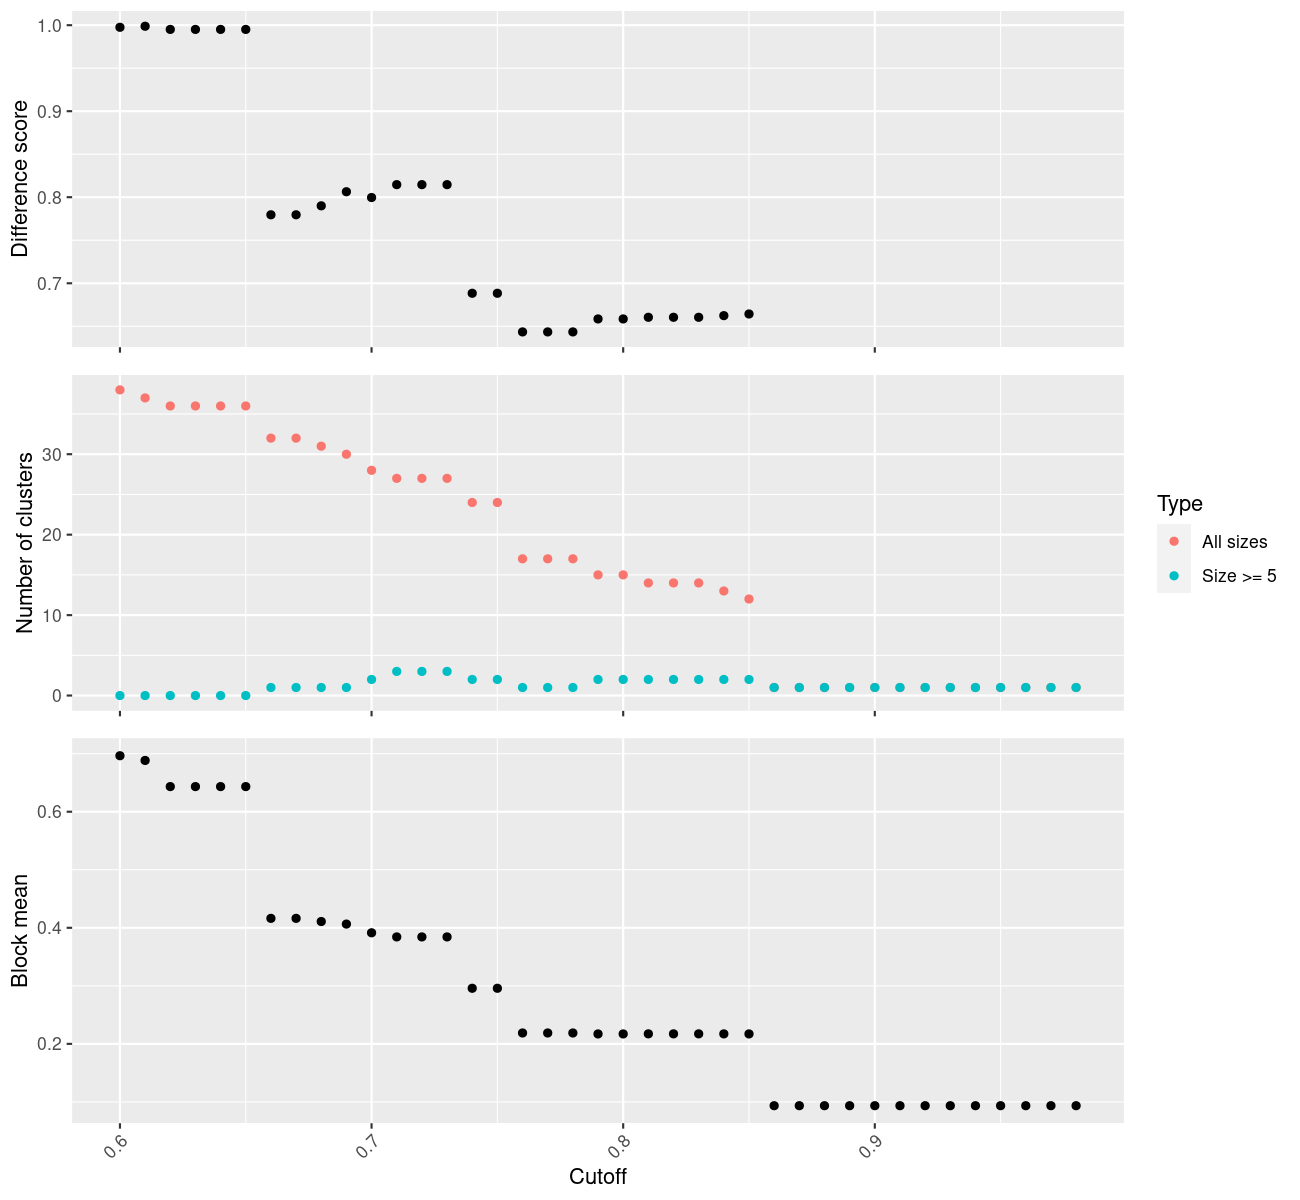 Difference score
1.0
0.9
0.8
0.7
Number of clusters
30
20
10
0
Type
All sizes
Size >= 5
Block mean
0.6
0.4
0.2
0.6
0.7
0.8
0.9
Cutoff